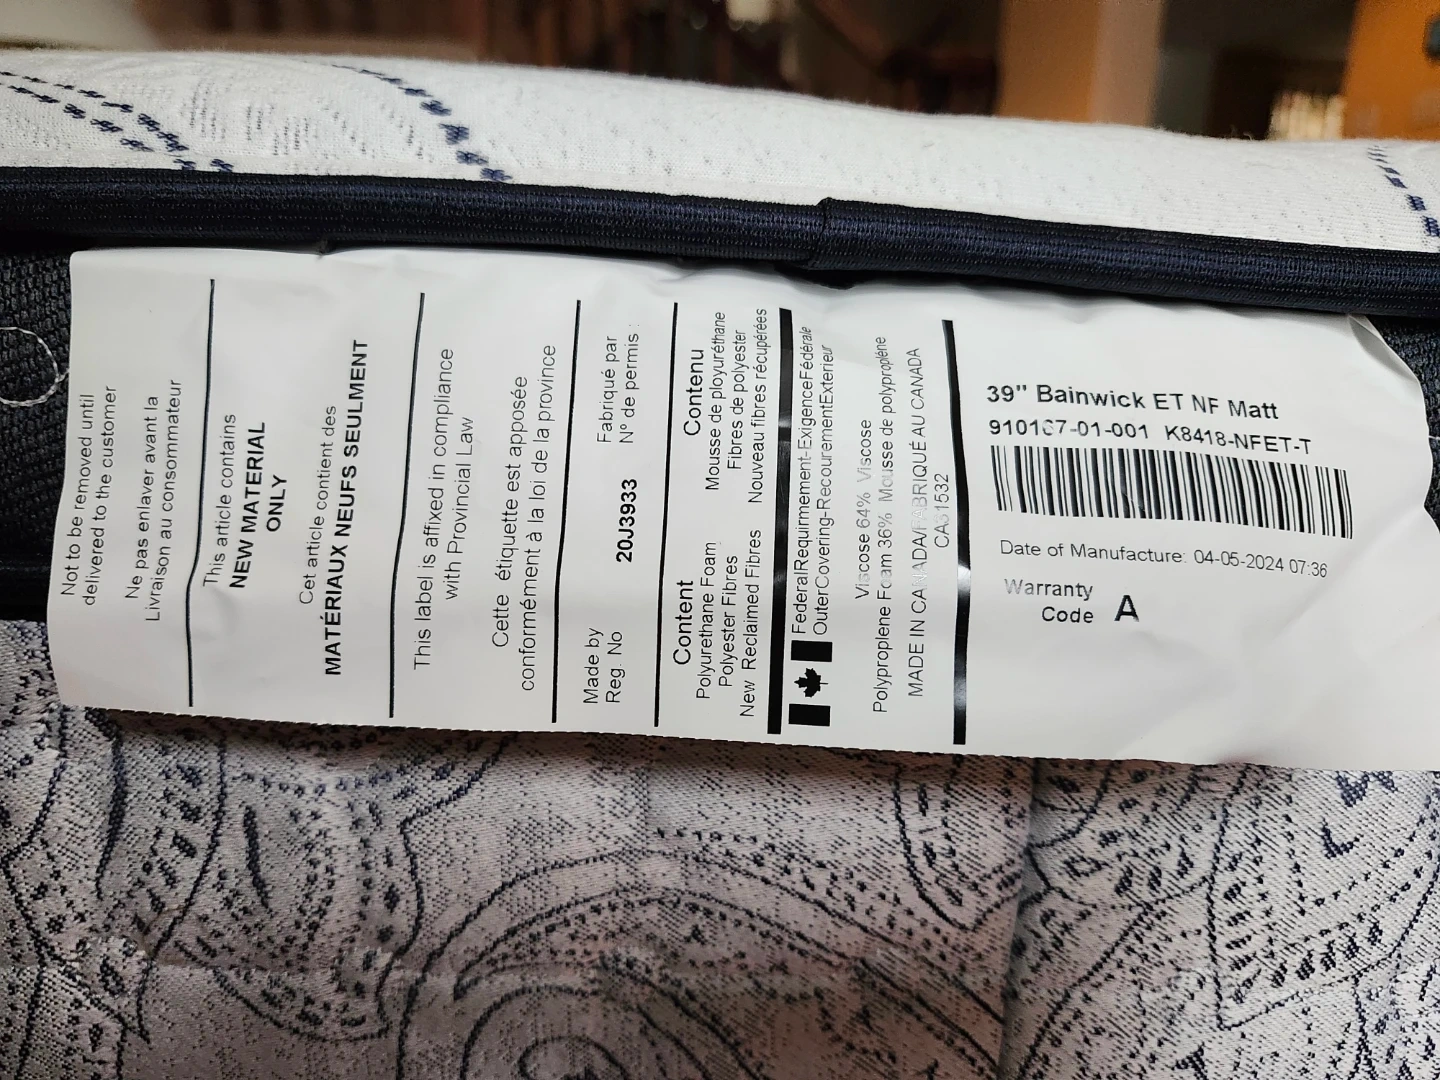 Not to be removed until
delivered to the customer
Ne pas enlaver avant la
Livraison au consommateur
This article contains
NEW MATERIAL
ONLY
Cet article contient des
MATÉRIAUX NEUFS SEULMENT
This label is affixed in compliance
with Provincial Law
Cette étiquette est apposée
conformément à la loi de la province
Made by
Reg. No
20J3933
Fabriqué par
N° de permis :
Content
Polyurethane Foam
Polyester Fibres
New Reclaimed Fibres
Contenu
Mousse de ployuréthane
Fibres de polyester
Nouveau fibres récupérées
FederalRequirmement-ExigenceFédérale
OuterCovering-RecourementExterieur
Viscose 64% Viscose
Polyproplene Foam 36% Mousse de polypropléne
MADE IN CANADA/FABRIQUÉ AU CANADA
39" Bainwick ET NF Matt
K8418-NFET-T
Date of Manufacture: 04-05-2024 07:36
Warranty
Code A